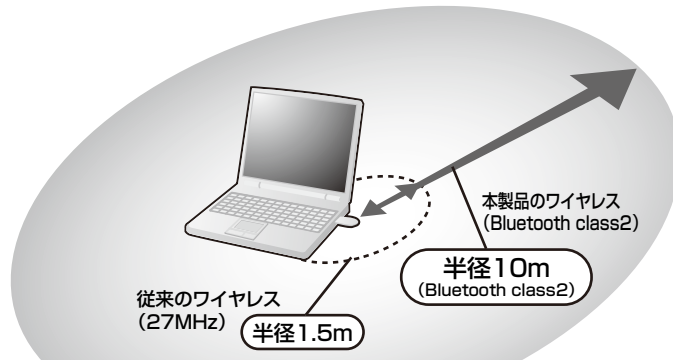 本製品のワイヤレス
（Bluetooth class2）
半径10m
（Bluetooth class2）
従来のワイヤレス
（27MHz）
半径1.5m